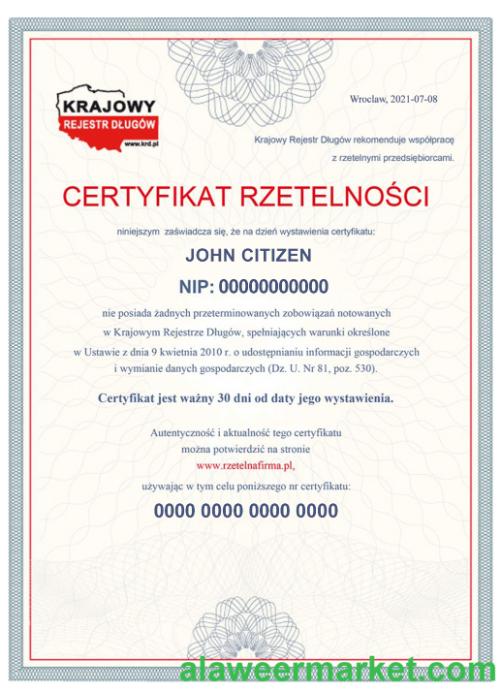 KRAJOWY
REJESTR DŁUGÓW
www.krd.pl
Wroclaw, 2021-07-08
Krajowy Rejestr Długów rekomenduje współpracę
z rzetelnymi przedsiębiorcami.
CERTYFIKAT RZETELNOŚCI
niniejszym zaświadcza się, że na dzień wystawienia certyfikatu:
JOHN CITIZEN
NIP: 00000000000
nie posiada żadnych przeterminowanych zobowiązań notowanych
w Krajowym Rejestrze Długów, spełniających warunki określone
w Ustawie z dnia 9 kwietnia 2010 r. o udostępnianiu informacji gospodarczych
i wymianie danych gospodarczych (Dz. U. Nr 81, poz. 530).
Certyfikat jest ważny 30 dni od daty jego wystawienia.
Autentyczność i aktualność tego certyfikatu
można potwierdzić na stronie
www.rzetelnafirma.pl,
używając w tym celu poniższego nr certyfikatu:
0000 0000 0000 0000
alaweermarket.com